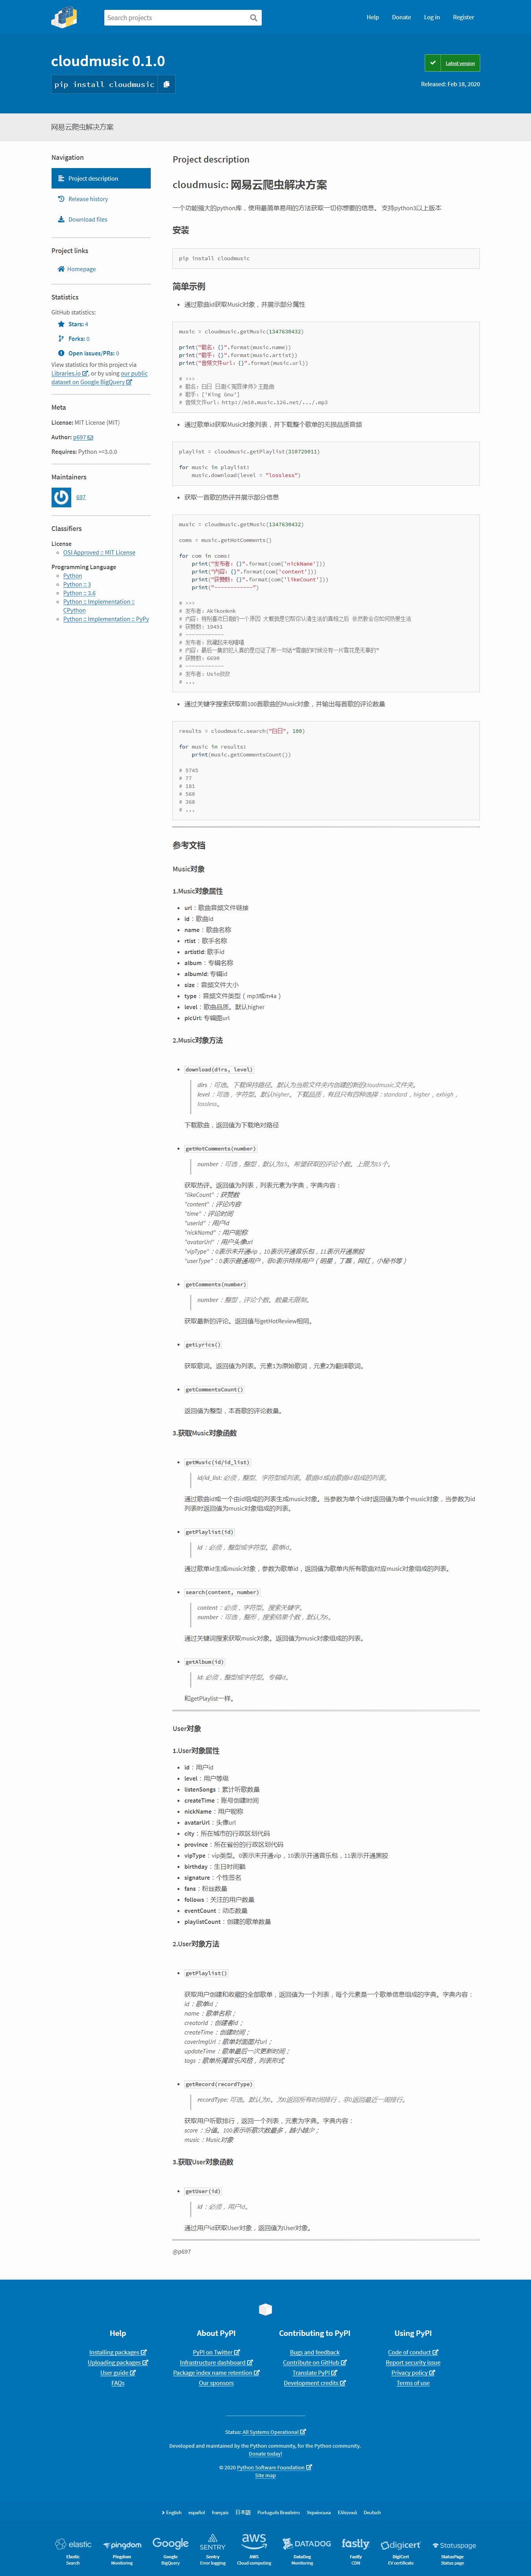 Search projects
Help
Donate
Log in
Register
cloudmusic 0.1.0
pip install cloudmusic
Latest version
Released: Feb 18, 2020
网易云爬虫解决方案
Navigation
Project description
Release history
Download files
Project links
Homepage
Statistics
GitHub statistics:
Stars: 4
Forks: 0
Open issues/PRs: 0
View statistics for this project via
Libraries.io, or by using our public
dataset on Google BigQuery
Meta
License: MIT License (MIT)
Author: p697
Requires: Python >=3.0.0
Maintainers
697
Classifiers
License
OSI Approved :: MIT License
Programming Language
Python
Python :: 3
Python :: 3.6
Python :: Implementation ::
CPython
Python :: Implementation :: PyPy
Project description
cloudmusic: 网易云爬虫解决方案
一个功能强大的python库，使用最简单易用的方法获取一切你想要的信息。 支持python3以上版本
安装
pip install cloudmusic
简单示例
通过歌曲id获取Music对象，并展示部分属性
music = cloudmusic.getMusic(1347630432)
print("歌名：{}".format(music.name))
print("歌手：{}".format(music.artist))
print("音频文件url：{}".format(music.url))
# >>>
# 歌手：['King Gnu']
# 音频文件url：http://m10.music.126.net/.../.mp3
通过歌单id获取Music对象列表，并下载整个歌单的无损品质音频
playlist = cloudmusic.getPlaylist(310729011)
for music in playlist:
music.download(level = "lossless")
获取一首歌的热评并展示部分信息
music = cloudmusic.getMusic(1347630432)
coms = music.getHotComments()
for com in coms:
print("发布者：{}".format(com['nickName']))
print("内容：{}".format(com['content']))
print("获赞数：{}".format(com['likeCount']))
print("------------")
# >>>
# 获赞数：19451
# ------------
# 获赞数：6690
# ------------
# ...
通过关键字搜索获取前100首歌曲的Music对象，并输出每首歌的评论数量
results = cloudmusic.search("白日", 100)
for music in results:
print(music.getCommentsCount())
# 5745
# 77
# 181
# 568
# 368
# ...
参考文档
Music对象
1.Music对象属性
url：歌曲音频文件链接
id：歌曲id
name：歌曲名称
rtist：歌手名称
artistId: 歌手id
album：专辑名称
albumId: 专辑id
size：音频文件大小
type：音频文件类型（mp3或m4a）
level：歌曲品质。默认higher
picUrl: 专辑图url
2.Music对象方法
download(dirs, level)
dirs：可选。下载保持路径。默认为当前文件夹内创建的新的cloudmusic文件夹。
level：可选，字符型。默认higher。下载品质，有且只有四种选择：standard，higher，exhigh，
lossless。
下载歌曲，返回值为下载绝对路径
getHotComments(number)
number：可选，整型，默认为15。希望获取的评论个数。上限为15个。
获取热评。返回值为列表，列表元素为字典，字典内容：
"likeCount"：获赞数
"content"：评论内容
"time"：评论时间
"userId"：用户id
"nickNamd"：用户昵称
"avatarUrl"：用户头像url
"vipType"：0表示未开通vip，10表示开通音乐包，11表示开通黑胶
"userType"：0表示普通用户，非0表示特殊用户（明星，丁磊，网红，小秘书等）
getComments(number)
number：整型，评论个数。数量无限制。
获取最新的评论。返回值与getHotReview相同。
getLyrics()
获取歌词。返回值为列表。元素1为原始歌词，元素2为翻译歌词。
getCommentsCount()
返回值为整型，本首歌的评论数量。
3.获取Music对象函数
getMusic(id/id_list)
id/id_list: 必须，整型、字符型或列表。歌曲id或由歌曲id组成的列表。
通过歌曲id或一个由id组成的列表生成music对象。当参数为单个id时返回值为单个music对象，当参数为id
列表时返回值为music对象组成的列表。
getPlaylist(id)
id：必须，整型或字符型。歌单id。
通过歌单id生成music对象，参数为歌单id，返回值为歌单内所有歌曲对应music对象组成的列表。
search(content, number)
content：必须，字符型。搜索关键字。
number：可选，整形，搜索结果个数，默认为5。
通过关键词搜索获取music对象。返回值为music对象组成的列表。
getAlbum(id)
id: 必须，整型或字符型。专辑id。
和getPlaylist一样。
User对象
1.User对象属性
id：用户id
level：用户等级
listenSongs：累计听歌数量
createTime：账号创建时间
nickName：用户昵称
avatarUrl：头像url
city：所在城市的行政区划代码
province：所在省份的行政区划代码
vipType：vip类型。0表示未开通vip，10表示开通音乐包，11表示开通黑胶
birthday：生日时间戳
signature：个性签名
fans：粉丝数量
follows：关注的用户数量
eventCount：动态数量
playlistCount：创建的歌单数量
2.User对象方法
getPlaylist()
获取用户创建和收藏的全部歌单，返回值为一个列表，每个元素是一个歌单信息组成的字典。字典内容：
id：歌单id；
name：歌单名称；
creatorId：创建者id；
createTime：创建时间；
coverImgUrl：歌单封面图片url；
updateTime：歌单最后一次更新时间；
tags：歌单所属音乐风格，列表形式
getRecord(recordType)
recordType: 可选。默认为0。为0返回所有时间排行，非0返回最近一周排行。
获取用户听歌排行，返回一个列表，元素为字典。字典内容：
score：分值。100表示听歌次数最多，越小越少；
music：Music对象
3.获取User对象函数
getUser(id)
id：必须，用户id。
通过用户id获取User对象，返回值为User对象。
@p697
Help
Installing packages
Uploading packages
User guide
FAQs
About PyPI
PyPI on Twitter
Infrastructure dashboard
Package index name retention
Our sponsors
Contributing to PyPI
Bugs and feedback
Contribute on GitHub
Translate PyPI
Development credits
Using PyPI
Code of conduct
Report security issue
Privacy policy
Terms of use
Status: All Systems Operational
Developed and maintained by the Python community, for the Python community.
Donate today!
© 2020 Python Software Foundation
Site map
English español français 日本語 Português Brasileiro Українська Ελληνικά Deutsch
elastic
Elastic
Search
pingdom
Pingdom
Monitoring
Google
Google
BigQuery
SENTRY
Sentry
Error logging
aws
AWS
Cloud computing
DATADOG
DataDog
Monitoring
fastly
Fastly
CDN
digicert
DigiCert
EV certificate
Statuspage
StatusPage
Status page